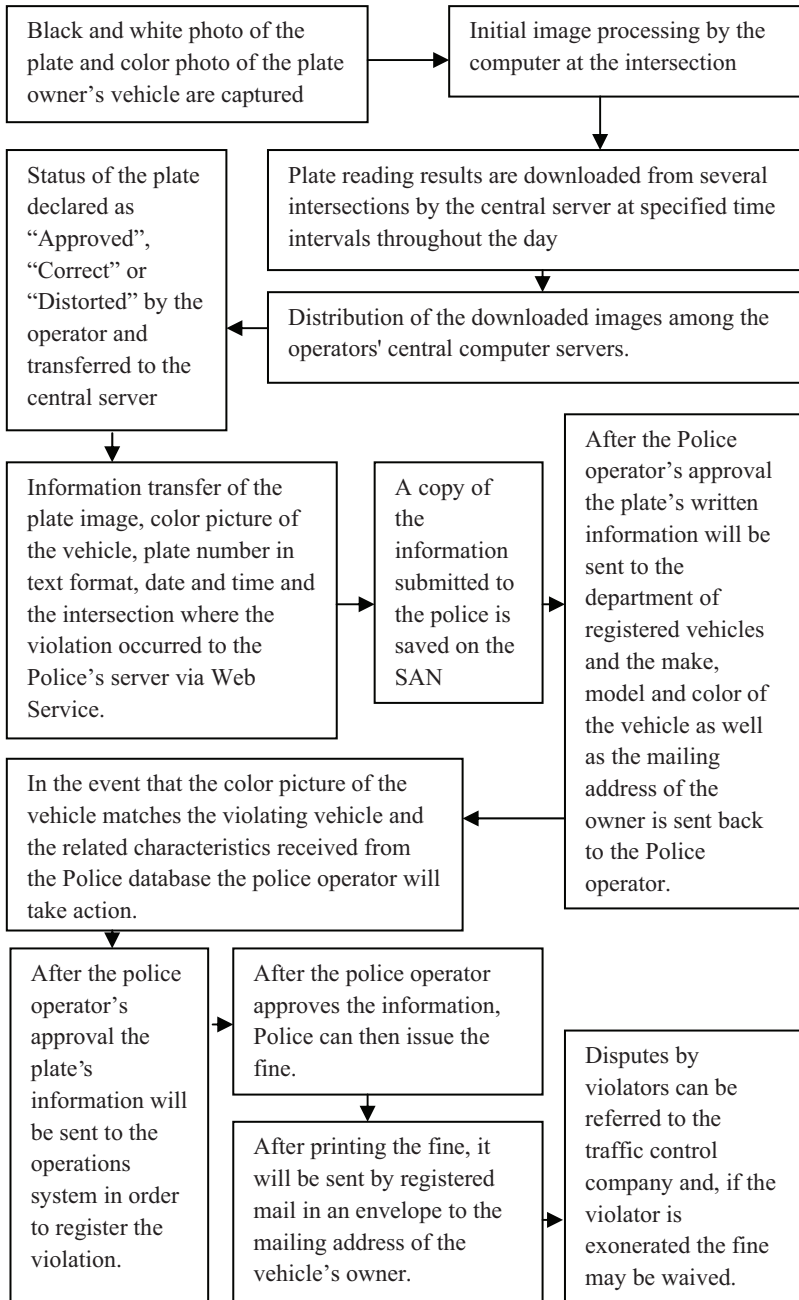 Black and white photo of the
plate and color photo of the plate
owner’s vehicle are captured
Initial image processing by the
computer at the intersection
Plate reading results are downloaded from several
intersections by the central server at specified time
intervals throughout the day
Distribution of the downloaded images among the
operators' central computer servers.
Status of the plate
declared as
“Approved”,
“Correct” or
“Distorted” by the
operator and
transferred to the
central server
Information transfer of the
plate image, color picture of
the vehicle, plate number in
text format, date and time and
the intersection where the
violation occurred to the
Police’s server via Web
Service.
A copy of
the
information
submitted to
the police is
saved on the
SAN
After the Police
operator’s approval
the plate’s written
information will be
sent to the
department of
registered vehicles
and the make,
model and color of
the vehicle as well
as the mailing
address of the
owner is sent back
to the Police
operator.
In the event that the color picture of the
vehicle matches the violating vehicle and
the related characteristics received from
the Police database the police operator will
take action.
After the police
operator’s
approval the
plate’s
information will
be sent to the
operations
system in order
to register the
violation.
After the police operator
approves the information,
Police can then issue the
fine.
After printing the fine, it
will be sent by registered
mail in an envelope to the
mailing address of the
vehicle’s owner.
Disputes by
violators can be
referred to the
traffic control
company and, if the
violator is
exonerated the fine
may be waived.